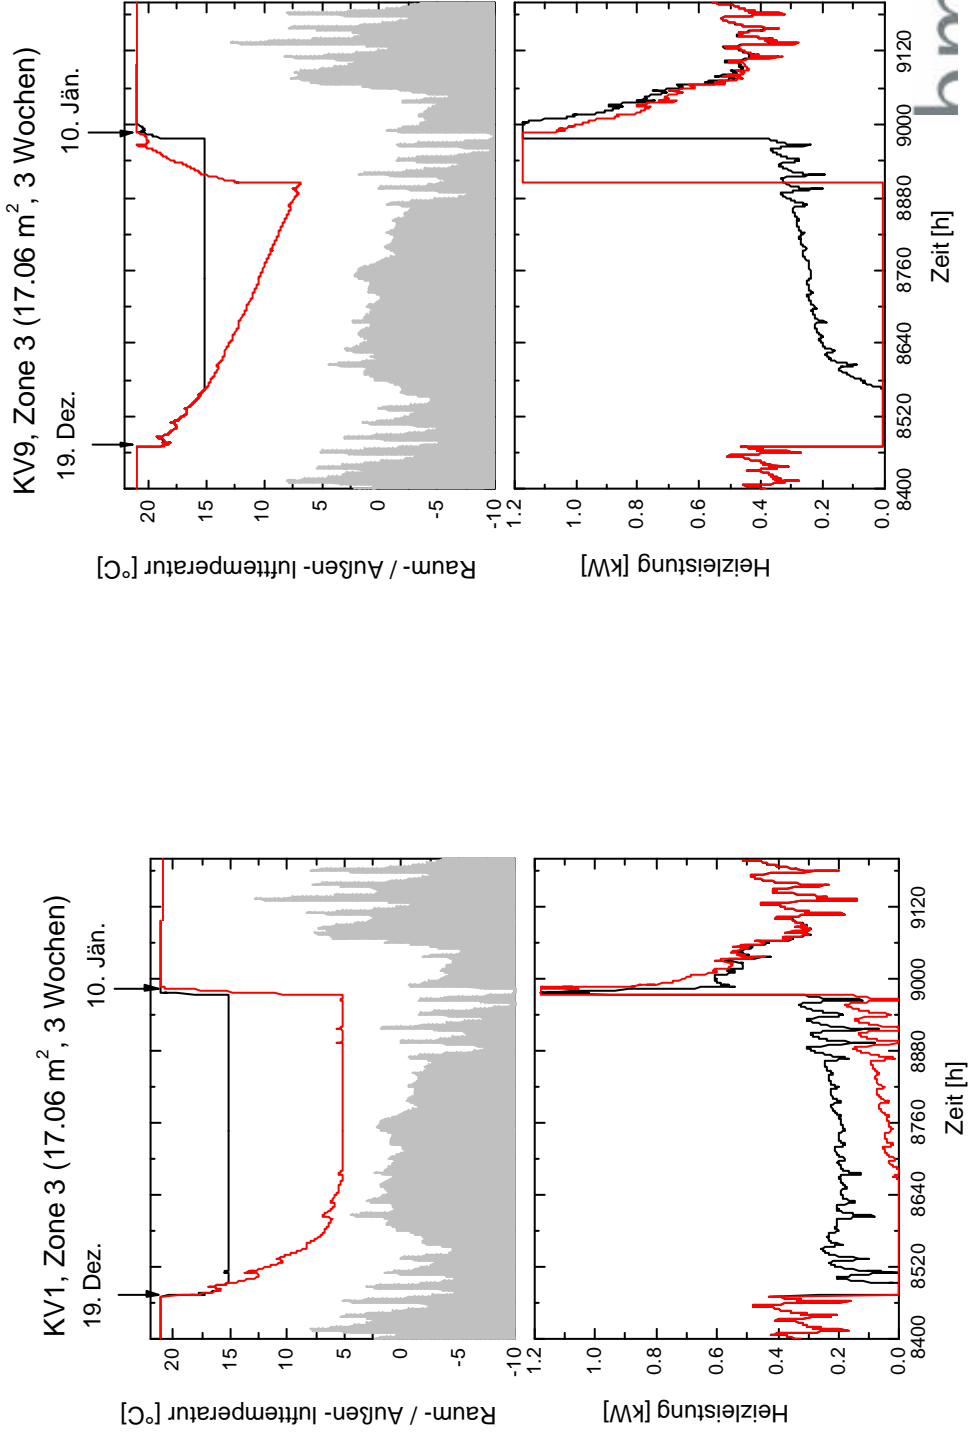 KV1, Zone 3 (17.06 m², 3 Wochen)
19. Dez.
10. Jän.
Raum- / Außen- lufttemperatur [°C]
20
15
10
5
0
-5
-10
Heizleistung [kW]
1.2
1.0
0.8
0.6
0.4
0.2
0.0
8400 8520 8640 8760 8880 9000 9120
Zeit [h]
KV9, Zone 3 (17.06 m², 3 Wochen)
19. Dez.
10. Jän.
Raum- / Außen- lufttemperatur [°C]
20
15
10
5
0
-5
-10
Heizleistung [kW]
1.2
1.0
0.8
0.6
0.4
0.2
0.0
8400 8520 8640 8760 8880 9000 9120
Zeit [h]